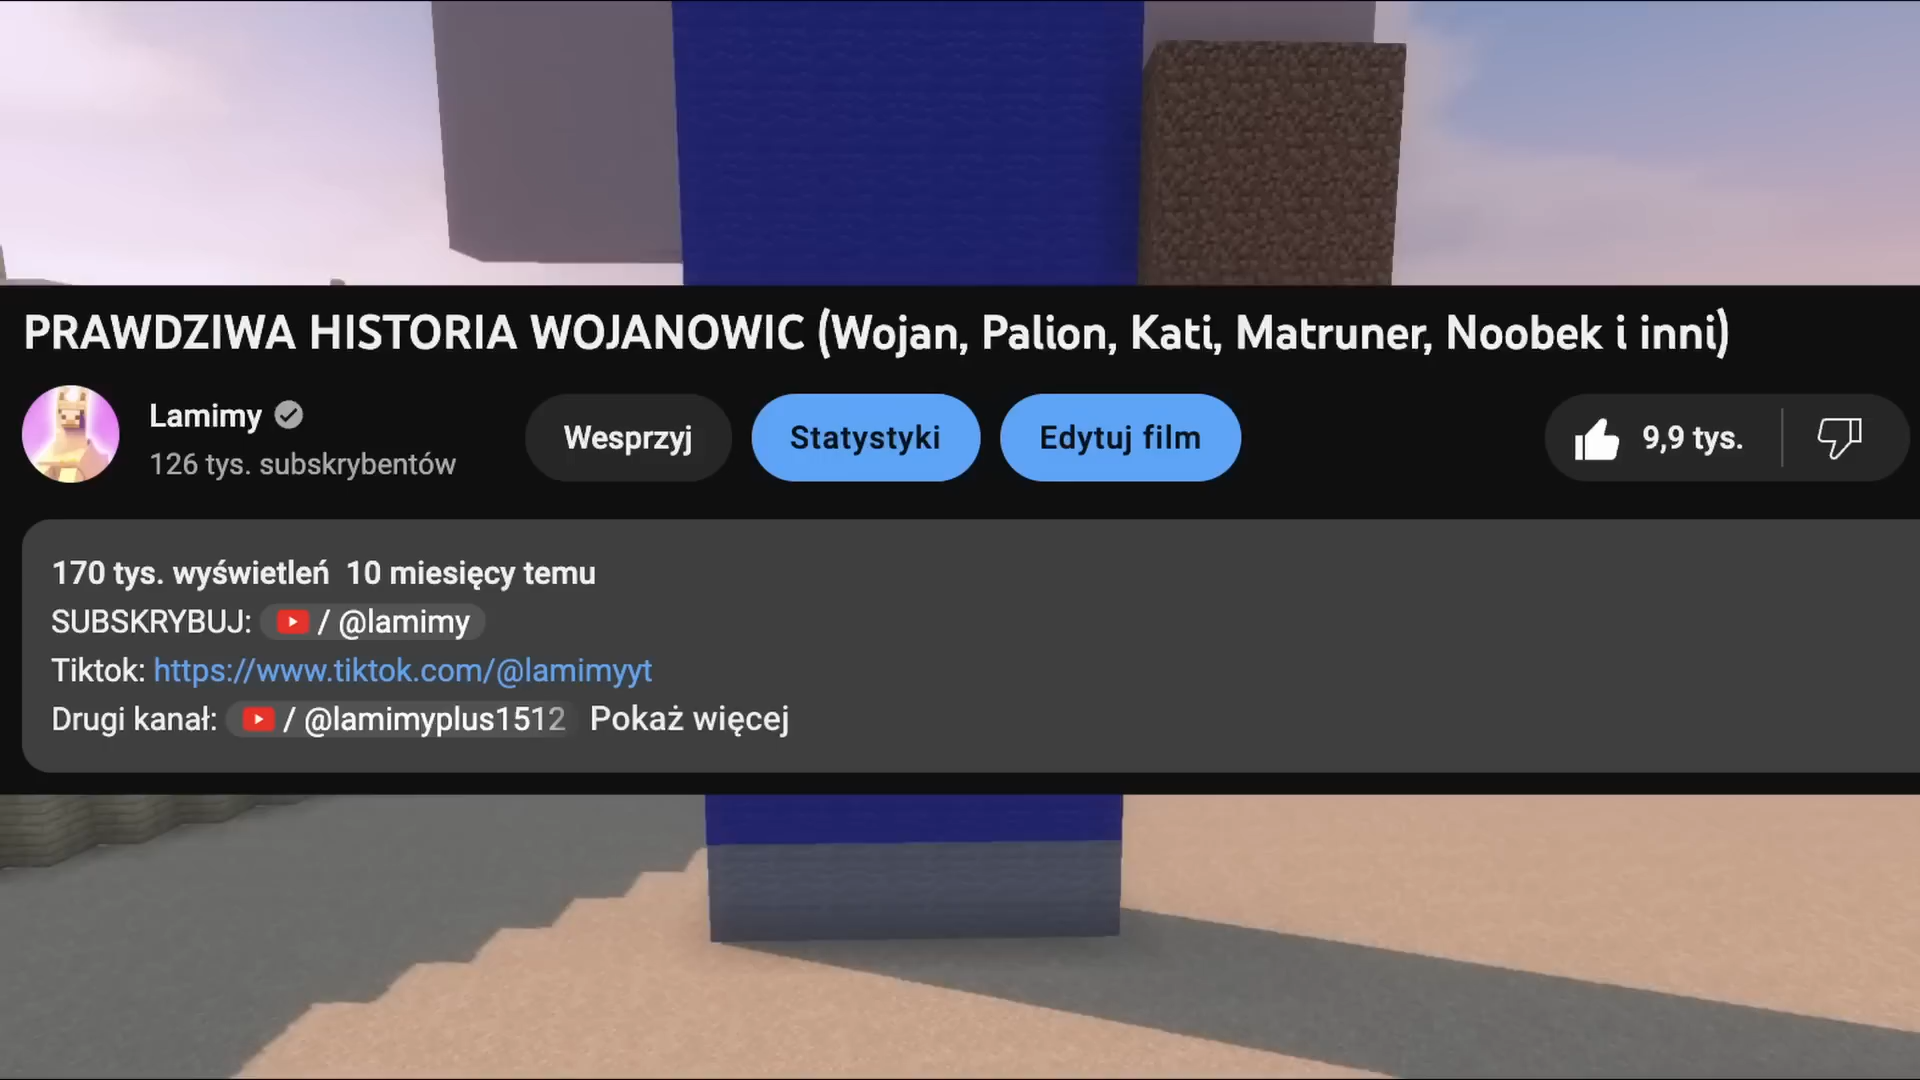 PRAWDZIWA HISTORIA WOJANOWIC (Wojan, Palion, Kati, Matruner, Noobek i inni)
Lamimy
126 tys. subskrybentów
Wesprzyj
Statystyki
Edytuj film
9,9 tys.
170 tys. wyświetleń 10 miesięcy temu
SUBSKRYBUJ: / @lamimy
Tiktok: https://www.tiktok.com/@lamimyyt
Drugi kanał: / @lamimyplus1512 Pokaż więcej